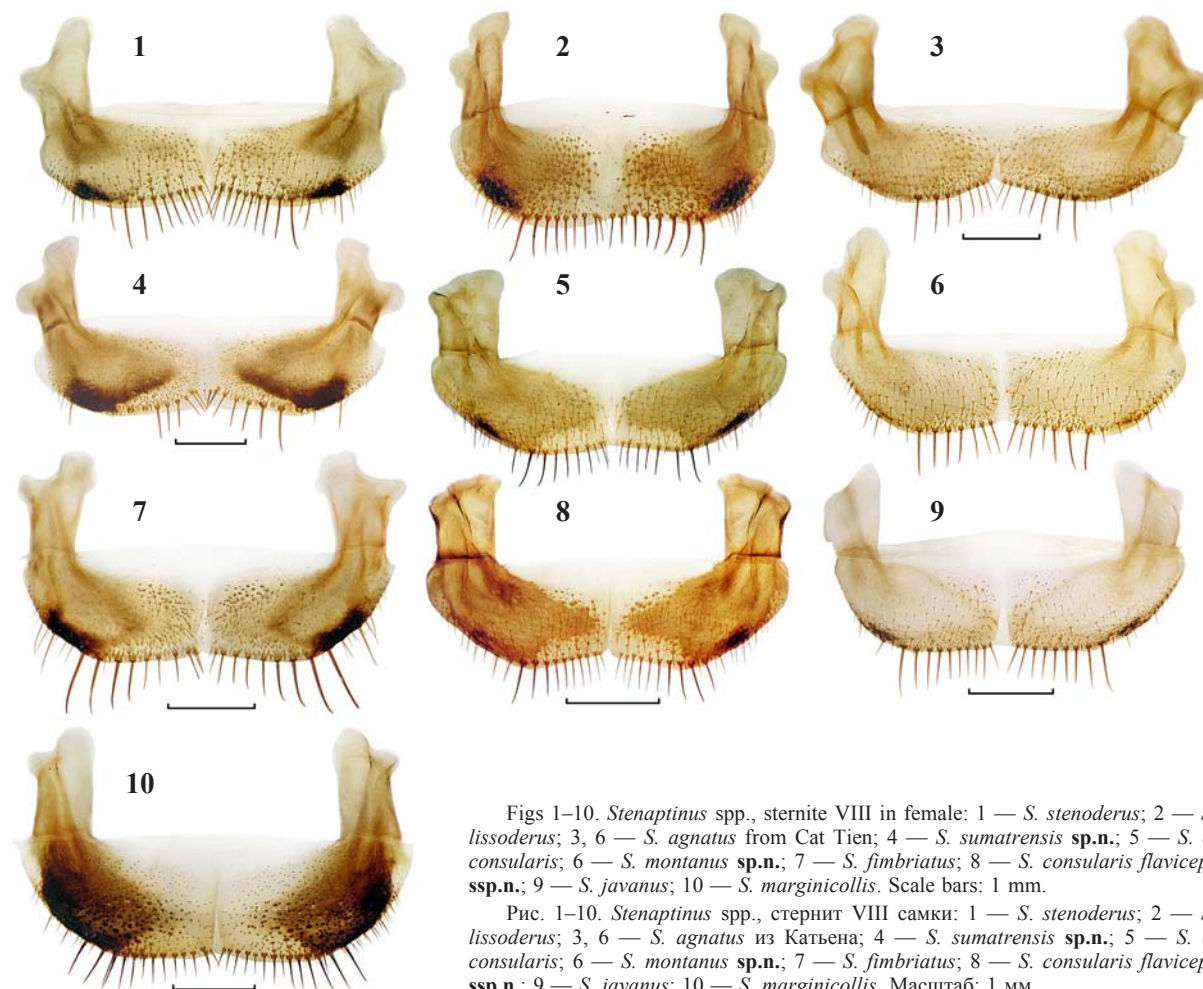 1
2
3
4
5
6
7
8
9
10
Figs 1–10. Stenaptinus spp., sternite VIII in female: 1 — S. stenoderus; 2 —
lissoderus; 3, 6 — S. agnatus from Cat Tien; 4 — S. sumatrensis sp.n.; 5 — S.
consularis; 6 — S. montanus sp.n.; 7 — S. fimbriatus; 8 — S. consularis
ssp.n.; 9 — S. javanus; 10 — S. marginicollis. Scale bars: 1 mm.
Рис. 1–10. Stenaptinus spp., стернит VIII самки: 1 — S. stenoderus; 2 —
lissoderus; 3, 6 — S. agnatus из Катьена; 4 — S. sumatrensis sp.n.; 5 — S.
consularis; 6 — S. montanus sp.n.; 7 — S. fimbriatus; 8 — S. consularis
ssp.n.; 9 — S. javanus; 10 — S. marginicollis. Масштаб: 1 мм.